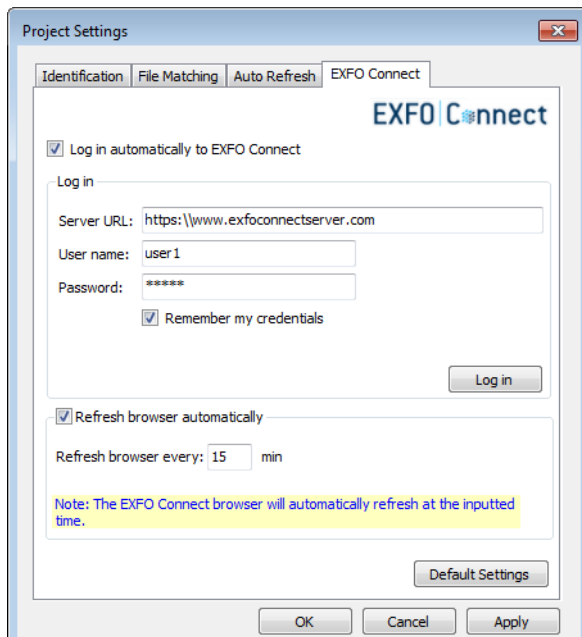 Project Settings
Identification File Matching Auto Refresh EXFO Connect
EXFO Connect
Log in automatically to EXFO Connect
Log in
Server URL: https:\\www.exfoconnectserver.com
User name: user1
Password: *****
Remember my credentials
Log in
Refresh browser automatically
Refresh browser every: 15 min
Note: The EXFO Connect browser will automatically refresh at the inputted
time.
Default Settings
OK Cancel Apply